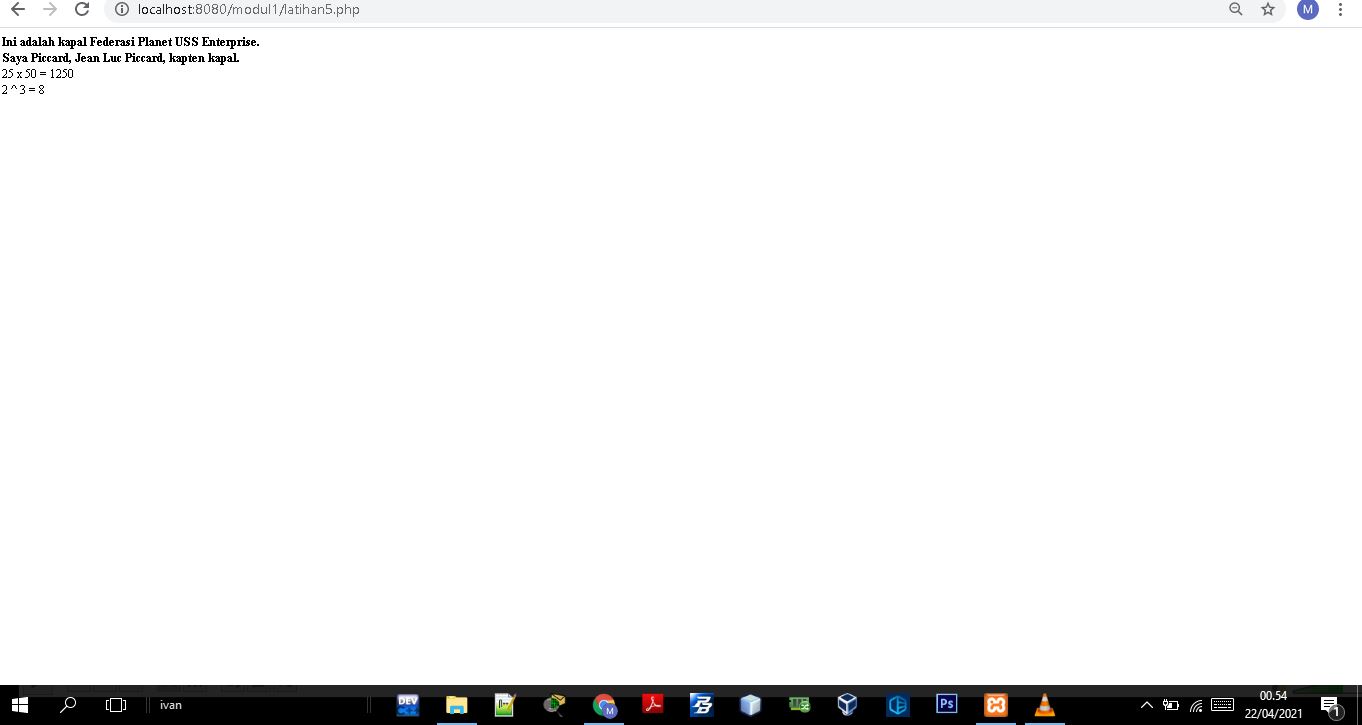 localhost:8080/modul1/latihan5.php
M
Ini adalah kapal Federasi Planet USS Enterprise.
Saya Piccard, Jean Luc Piccard, kapten kapal.
25 x 50 = 1250
2 ^ 3 = 8
ivan
DEV
M
Ps
00.54
22/04/2021
1